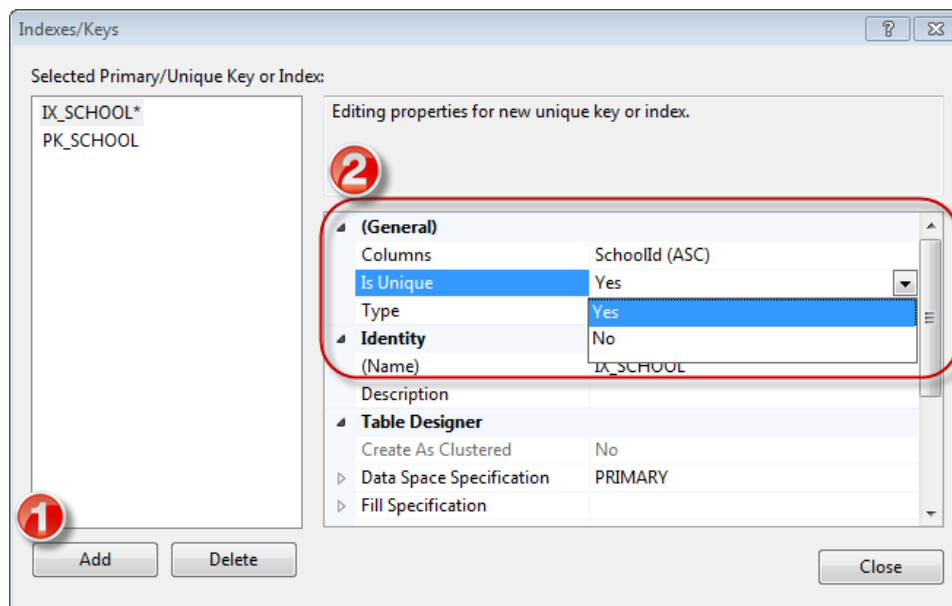 Indexes/Keys
Selected Primary/Unique Key or Index:
IX_SCHOOL*
PK_SCHOOL
Editing properties for new unique key or index.
2
(General)
Columns SchoolId (ASC)
Is Unique Yes
Type Yes
Identity No
(Name) IX_SCHOOL
Description
Table Designer
Create As Clustered No
Data Space Specification PRIMARY
Fill Specification
1
Add Delete
Close